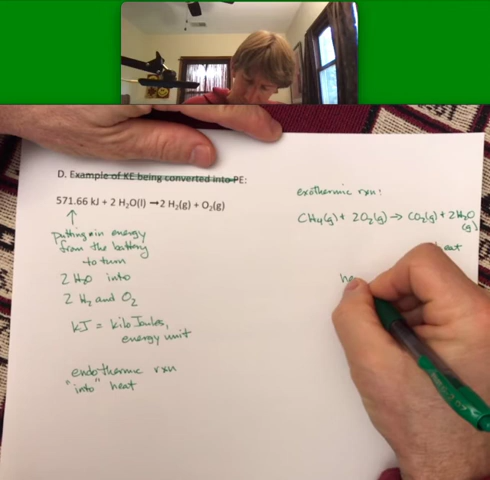 D. Example of KE being converted into PE:
571.66 kJ + 2 H₂O(l) → 2 H₂(g) + O₂(g)
↑
putting in energy
from the battery
to turn
2 H₂O into
2 H₂ and O₂
kJ = kiloJoules,
energy unit
endothermic rxn
"into" heat
exothermic rxn:
CH₄(g) + 2O₂(g) → CO₂(g) + 2H₂O
(g)
heat
he